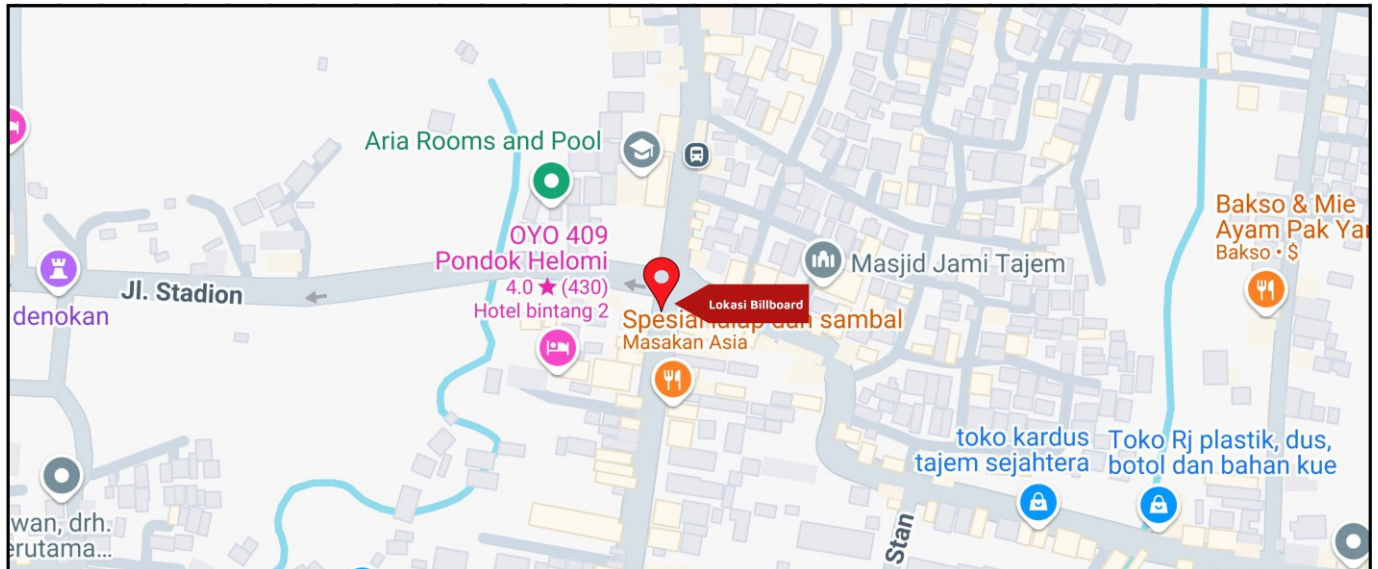 Aria Rooms and Pool
OYO 409
Pondok Helomi
4.0 ★ (430)
Hotel bintang 2
Jl. Stadion
denokan
Lokasi Billboard
Masjid Jami Tajem
Bakso & Mie
Ayam Pak Ya
Bakso • $
Spesial lalap dan sambal
Masakan Asia
toko kardus
tajem sejahtera
Toko Rj plastik, dus,
botol dan bahan kue
wan, drh.
erutama...
Stan